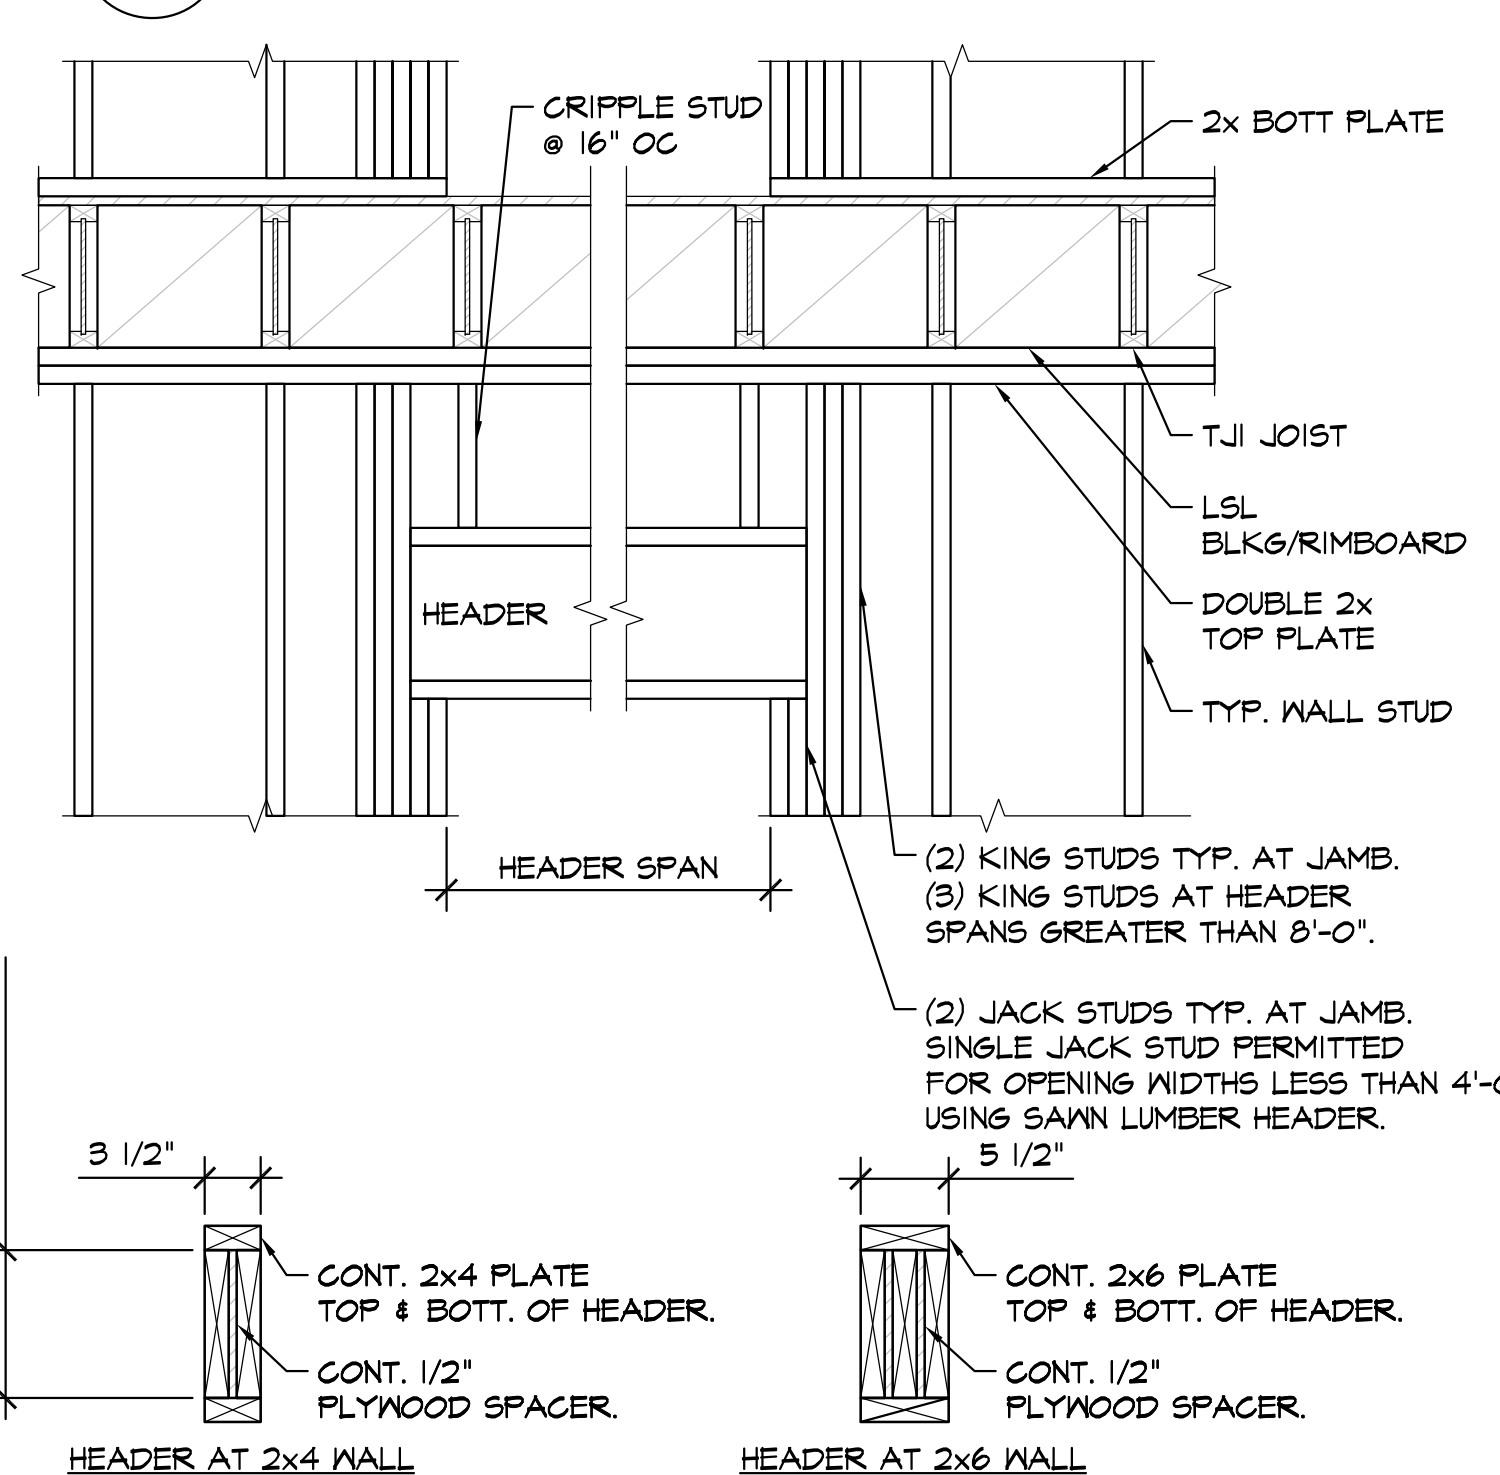 CRIPPLE STUD
@ 16" OC
2x BOTT PLATE
TJI JOIST
LSL
BLKG/RIMBOARD
DOUBLE 2x
TOP PLATE
TYP. WALL STUD
HEADER
HEADER SPAN
(2) KING STUDS TYP. AT JAMB.
(3) KING STUDS AT HEADER
SPANS GREATER THAN 8'-0".
(2) JACK STUDS TYP. AT JAMB.
SINGLE JACK STUD PERMITTED
FOR OPENING WIDTHS LESS THAN
USING SAWN LUMBER HEADER.
3 1/2"
5 1/2"
CONT. 2x4 PLATE
TOP & BOTT. OF HEADER.
CONT. 1/2"
PLYWOOD SPACER.
HEADER AT 2x4 WALL
CONT. 2x6 PLATE
TOP & BOTT. OF HEADER.
CONT. 1/2"
PLYWOOD SPACER.
HEADER AT 2x6 WALL